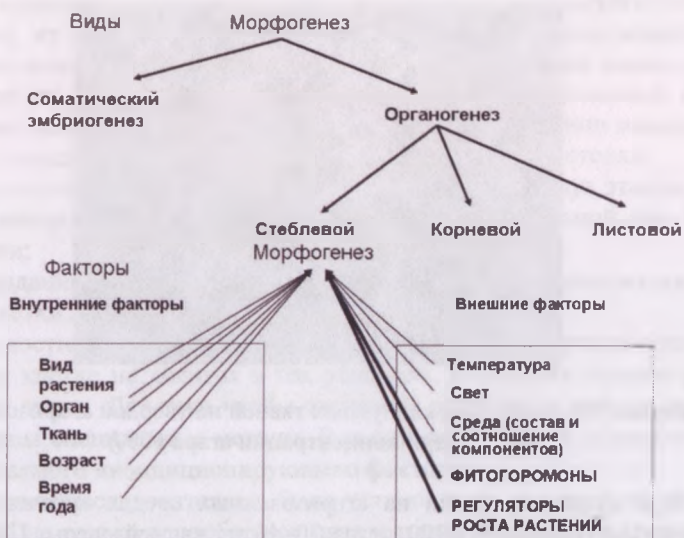 Виды
Морфогенез
Соматический
эмбриогенез
Органогенез
Стеблевой
Морфогенез
Корневой
Листовой
Факторы
Внутренние факторы
Внешние факторы
Вид
растения
Орган
Ткань
Возраст
Время
года
Температура
Свет
Среда (состав и
соотношение
компонентов)
ФИТОГОРОМОНЫ
РЕГУЛЯТОРЫ
РОСТА РАСТЕНИИ